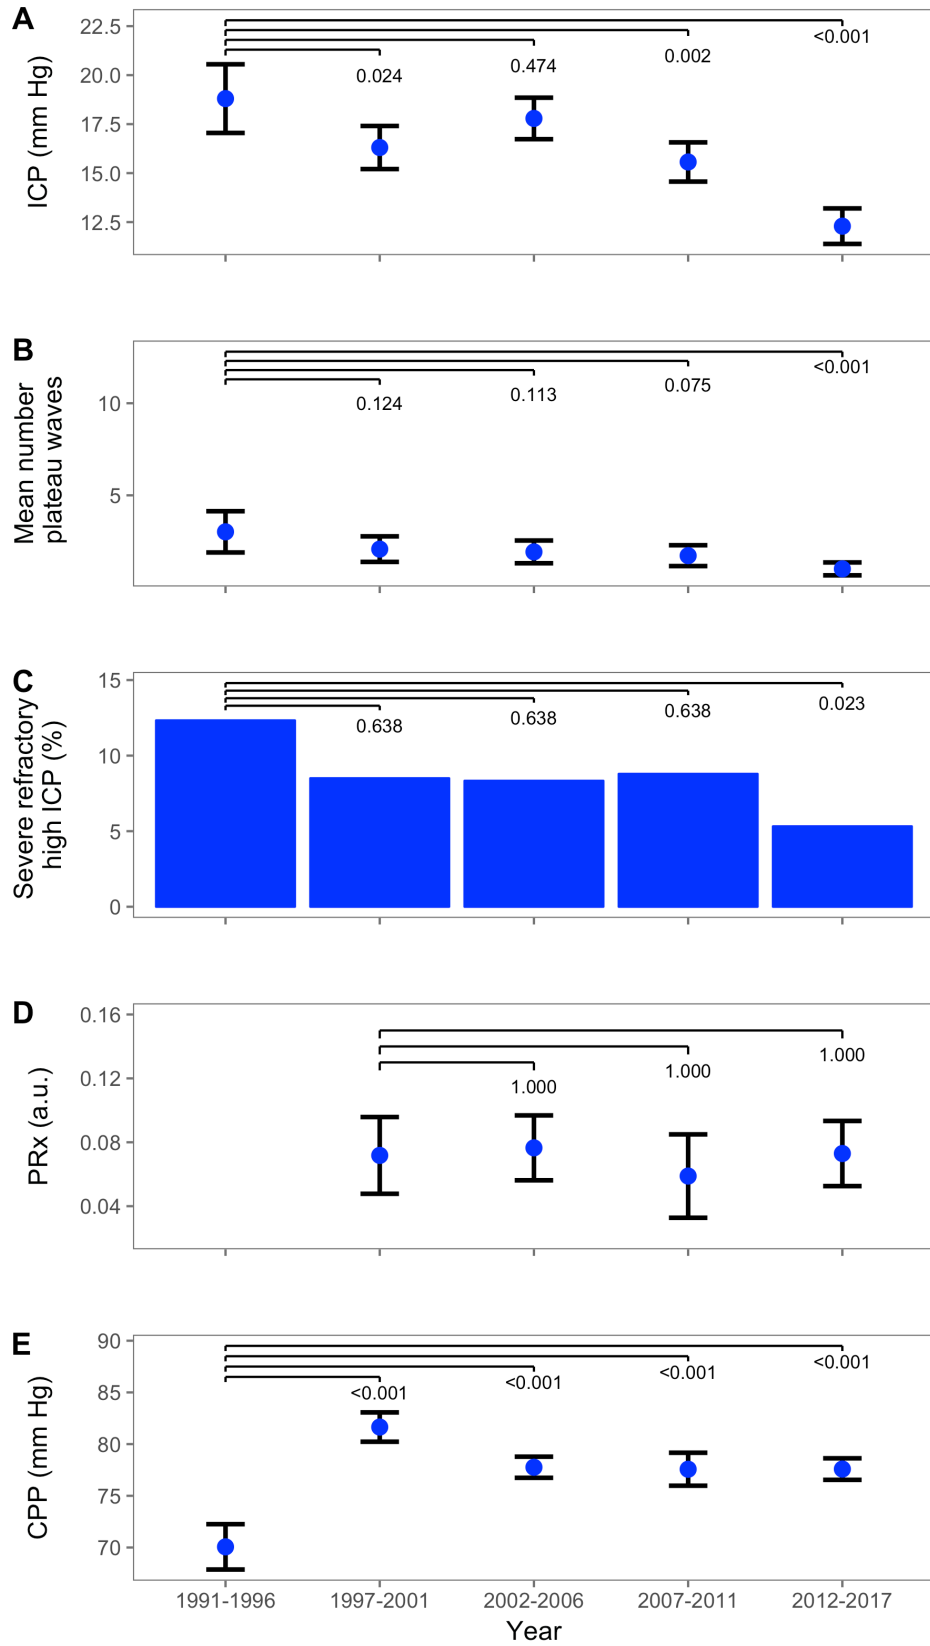 A
ICP (mm Hg)
22.5
20.0
17.5
15.0
12.5
0.024
0.474
0.002
<0.001
B
Mean number
plateau waves
10
5
0.124
0.113
0.075
<0.001
C
Severe refractory
high ICP (%)
15
10
5
0
0.638
0.638
0.638
0.023
D
PRx (a.u.)
0.16
0.12
0.08
0.04
1.000
1.000
1.000
E
CPP (mm Hg)
90
85
80
75
70
<0.001
<0.001
<0.001
<0.001
1991-1996 1997-2001 2002-2006 2007-2011 2012-2017
Year